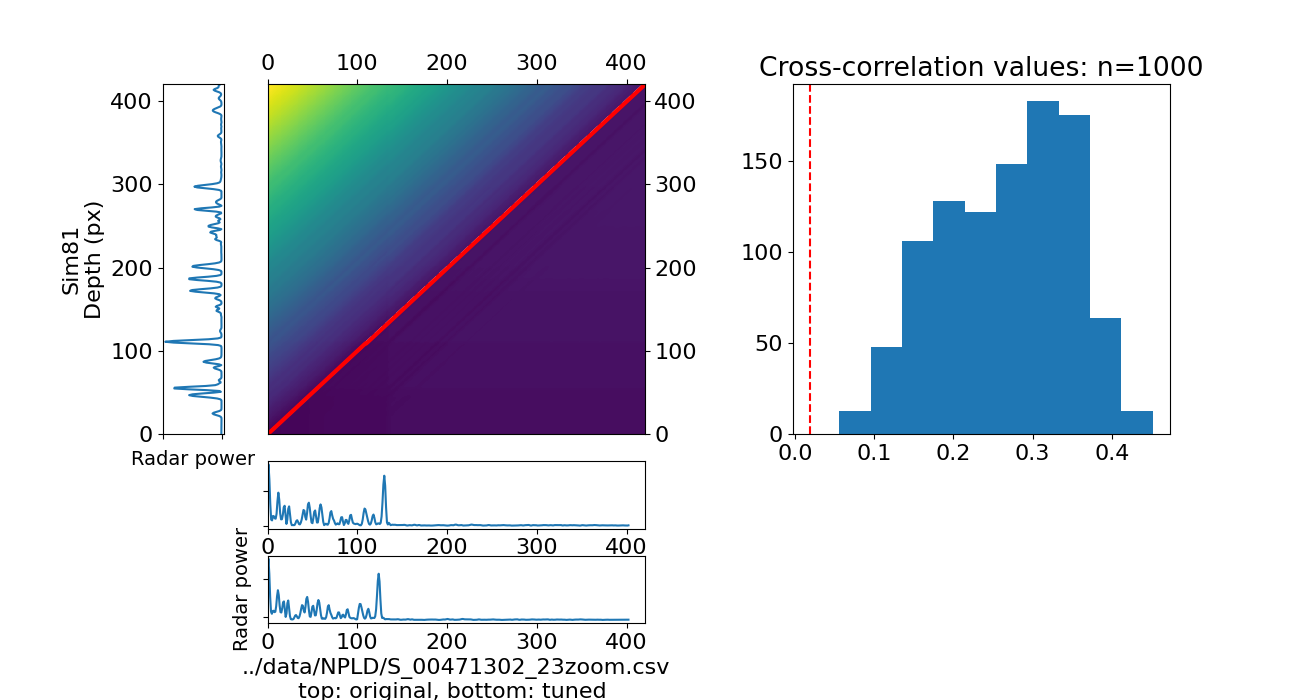 0 100 200 300 400
Cross-correlation values: n=1000
400
300
200
100
0
Sim81
Depth (px)
Radar power
400
300
200
100
0
150
100
50
0
0.0 0.1 0.2 0.3 0.4
0 100 200 300 400
Radar power
0 100 200 300 400
../data/NPLD/S_00471302_23zoom.csv
top: original, bottom: tuned